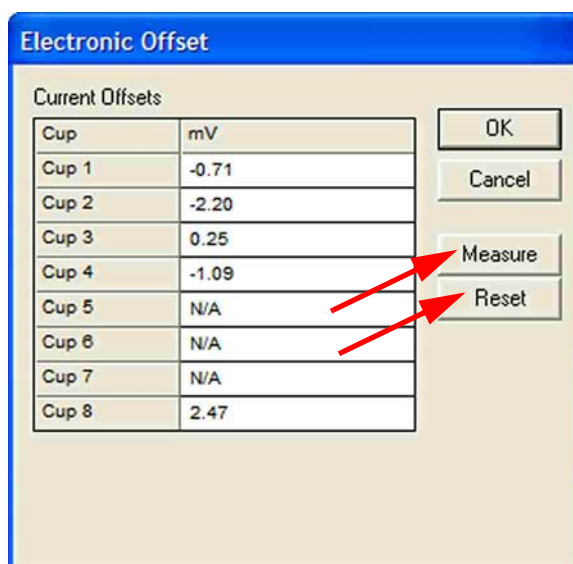 Electronic Offset
Current Offsets
Cup mV
Cup 1 -0.71
Cup 2 -2.20
Cup 3 0.25
Cup 4 -1.09
Cup 5 N/A
Cup 6 N/A
Cup 7 N/A
Cup 8 2.47
OK
Cancel
Measure
Reset